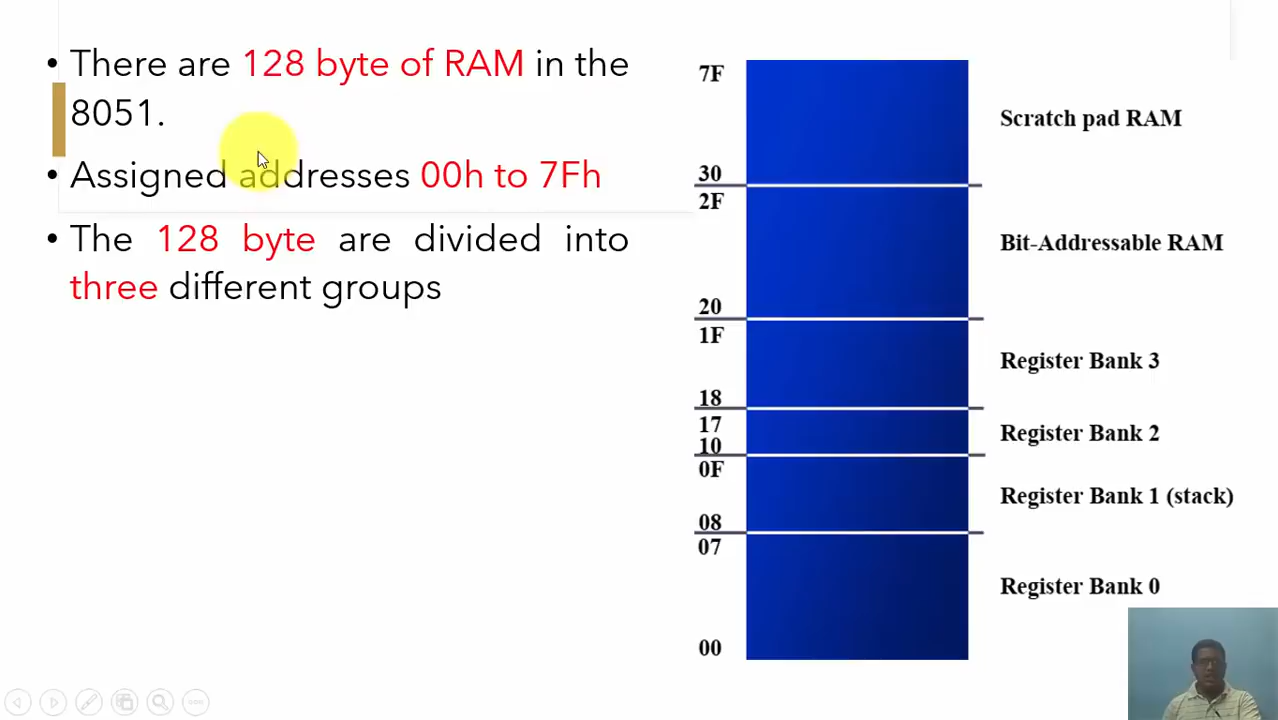 • There are 128 byte of RAM in the
8051.
• Assigned addresses 00h to 7Fh
• The 128 byte are divided into
three different groups
7F
Scratch pad RAM
30
2F
Bit-Addressable RAM
20
1F
Register Bank 3
18
17
Register Bank 2
10
0F
Register Bank 1 (stack)
08
07
Register Bank 0
00